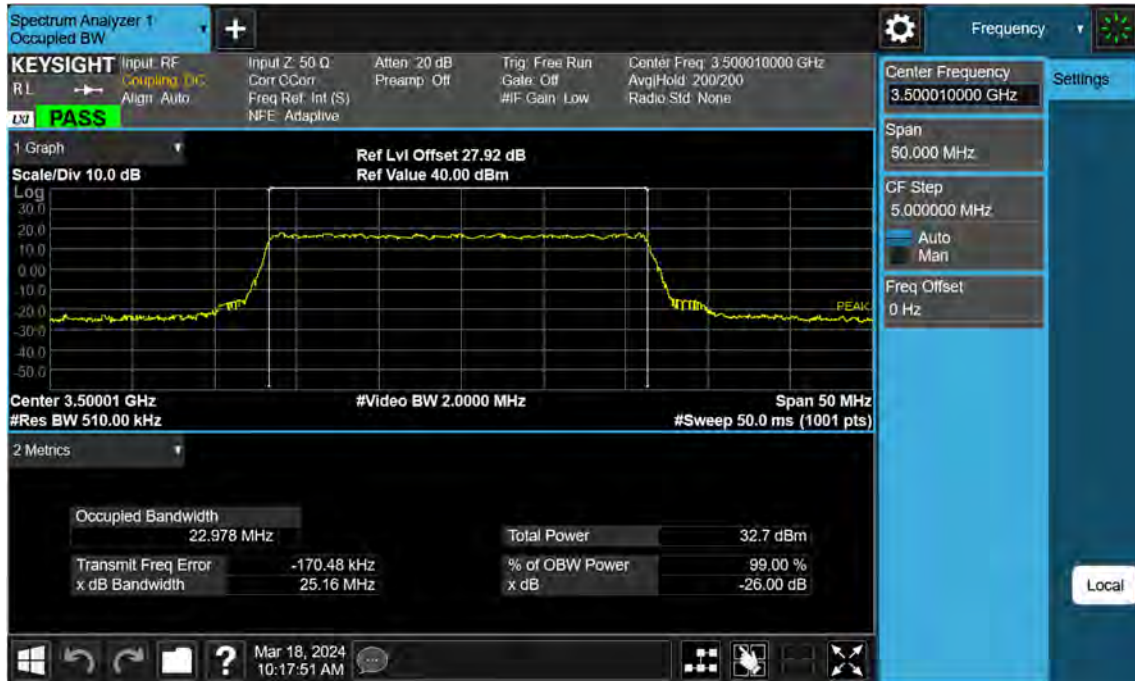 Spectrum Analyzer 1
Occupied BW
+
Frequency
KEYSIGHT Input: RF
RL
Coupling: DC
Align: Auto
LXI PASS
Input Z: 50 Ω
Corr CCorr
Freq Ref: Int (S)
NFE: Adaptive
Atten: 20 dB
Preamp: Off
Trig: Free Run
Gate: Off
#IF Gain: Low
Center Freq: 3.500010000 GHz
Avg|Hold: 200/200
Radio Std: None
Center Frequency
3.500010000 GHz
Settings
Span
50.000 MHz
CF Step
5.000000 MHz
Auto
Man
Freq Offset
0 Hz
1 Graph
Scale/Div 10.0 dB
Ref Lvl Offset 27.92 dB
Ref Value 40.00 dBm
Log
30.0
20.0
10.0
0.00
-10.0
-20.0
-30.0
-40.0
-50.0
PEAK
Center 3.50001 GHz
#Video BW 2.0000 MHz
Span 50 MHz
#Res BW 510.00 kHz
#Sweep 50.0 ms (1001 pts)
2 Metrics
Occupied Bandwidth
22.978 MHz
Total Power 32.7 dBm
Transmit Freq Error -170.48 kHz
% of OBW Power 99.00 %
x dB Bandwidth 25.16 MHz
x dB -26.00 dB
Local
?
Mar 18, 2024
10:17:51 AM